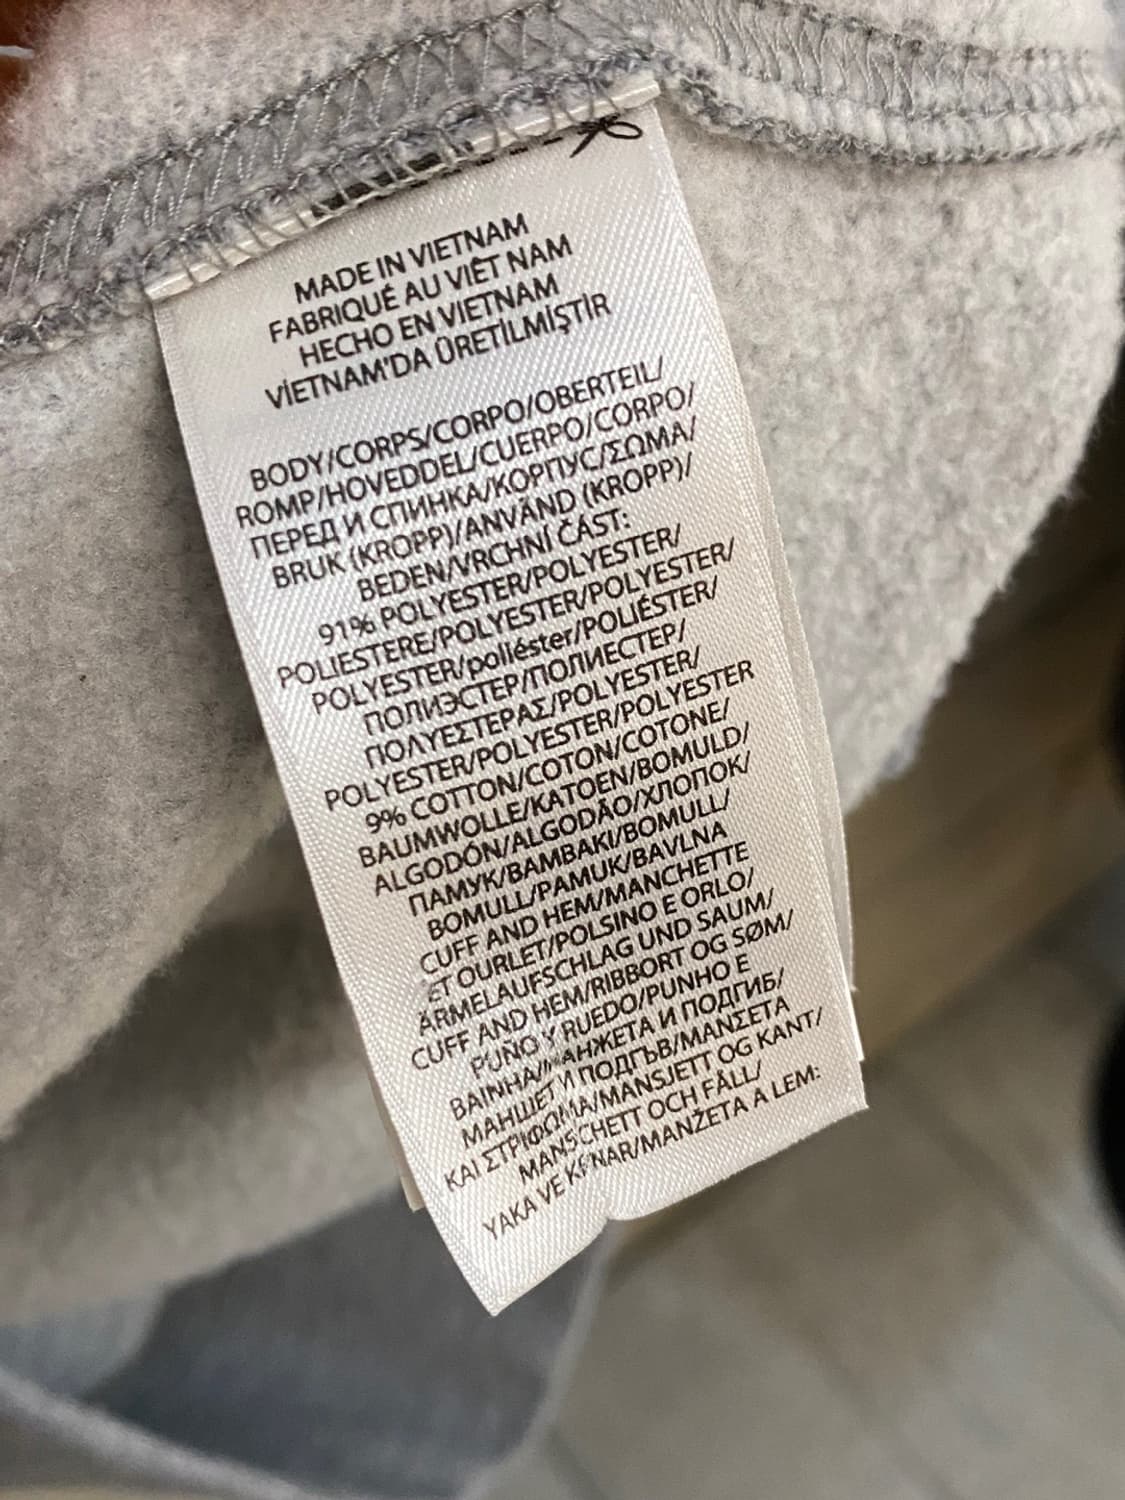 MADE IN VIETNAM
FABRIQUÉ AU VIÊT NAM
HECHO EN VIETNAM
VİETNAM'DA ÜRETİLMİŞTİR
BODY/CORPS/CORPO/OBERTEIL/
ROMP/HOVEDDEL/CUERPO/CORPO/
ПЕРЕД И СПИНКА/КОРПУС/ΣΩΜΑ/
BRUK (KROPP)/ANVÄND (KROPP)/
BEDEN/VRCHNÍ ČÁST:
91% POLYESTER/POLYESTER/
POLIESTERE/POLYESTER/POLYESTER/
POLYESTER/poliéster/POLIÉSTER/
ПОЛИЭСТЕР/ПОЛИЕСТЕР/
ΠΟΛΥΕΣΤΕΡΑΣ/POLYESTER/
POLYESTER/POLYESTER/POLYESTER
9% COTTON/COTON/COTONE/
BAUMWOLLE/KATOEN/BOMULD/
ALGODÓN/ALGODÃO/ХЛОПОК/
ПАМУК/BAMBAKI/BOMULL/
BOMULL/PAMUK/BAVLNA
CUFF AND HEM/MANCHETTE
ET OURLET/POLSINO E ORLO/
ÄRMELAUFSCHLAG UND SAUM/
CUFF AND HEM/RIBBORT OG SØM/
PUÑO Y RUEDO/PUNHO E
BAINHA/МАНЖЕТА И ПОДГИБ/
МАНШЕТ И ПОДГЪВ/ΜΑΝΣΕΤΑ
ΚΑΙ ΣΤΡΙΦΩΜΑ/MANSJETT OG KANT/
MANSCHETT OCH FÅLL/
YAKA VE KENAR/MANŽETA A LEM: